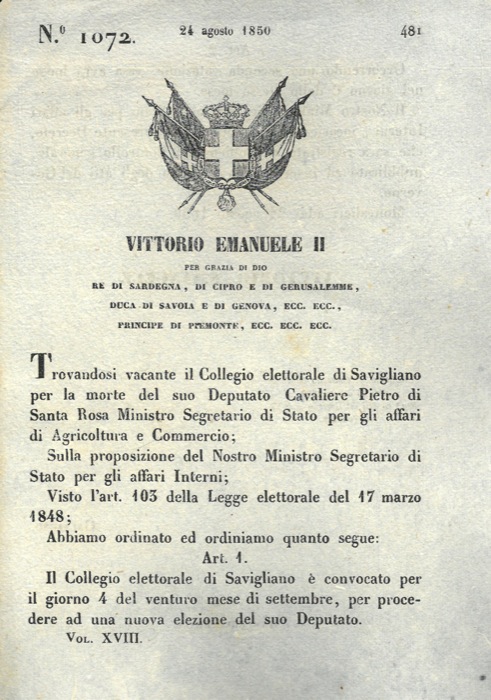 N.º 1072.
24 agosto 1850
481
VITTORIO EMANUELE II
PER GRAZIA DI DIO
RE DI SARDEGNA, DI CIPRO E DI GERUSALEMME,
DUCA DI SAVOIA E DI GENOVA, ECC. ECC.,
PRINCIPE DI PIEMONTE, ECC. ECC. ECC.
Trovandosi vacante il Collegio elettorale di Savigliano
per la morte del suo Deputato Cavaliere Pietro di
Santa Rosa Ministro Segretario di Stato per gli affari
di Agricoltura e Commercio;
Sulla proposizione del Nostro Ministro Segretario di
Stato per gli affari Interni;
Visto l'art. 103 della Legge elettorale del 17 marzo
1848;
Abbiamo ordinato ed ordiniamo quanto segue:
Art. 1.
Il Collegio elettorale di Savigliano è convocato per
il giorno 4 del venturo mese di settembre, per proce-
dere ad una nuova elezione del suo Deputato.
VOL. XVIII.